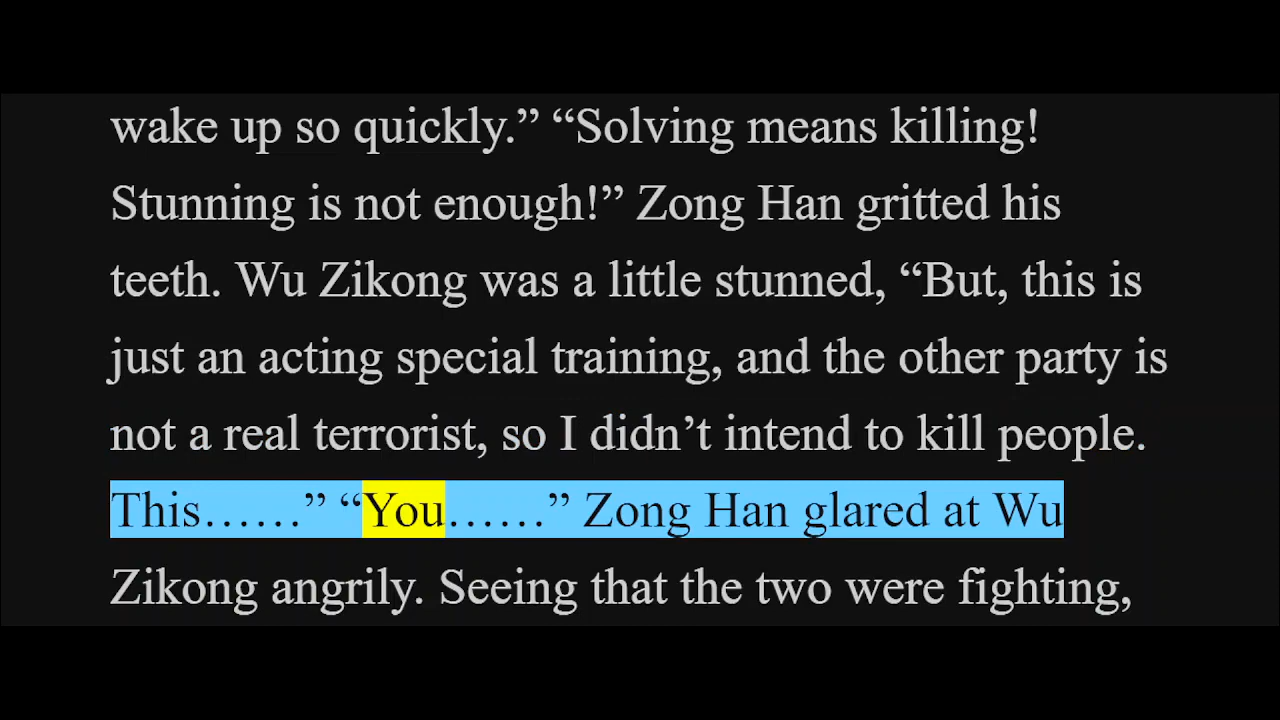 wake up so quickly.” “Solving means killing!
Stunning is not enough!” Zong Han gritted his
teeth. Wu Zikong was a little stunned, “But, this is
just an acting special training, and the other party is
not a real terrorist, so I didn’t intend to kill people.
This……” “You……” Zong Han glared at Wu
Zikong angrily. Seeing that the two were fighting,